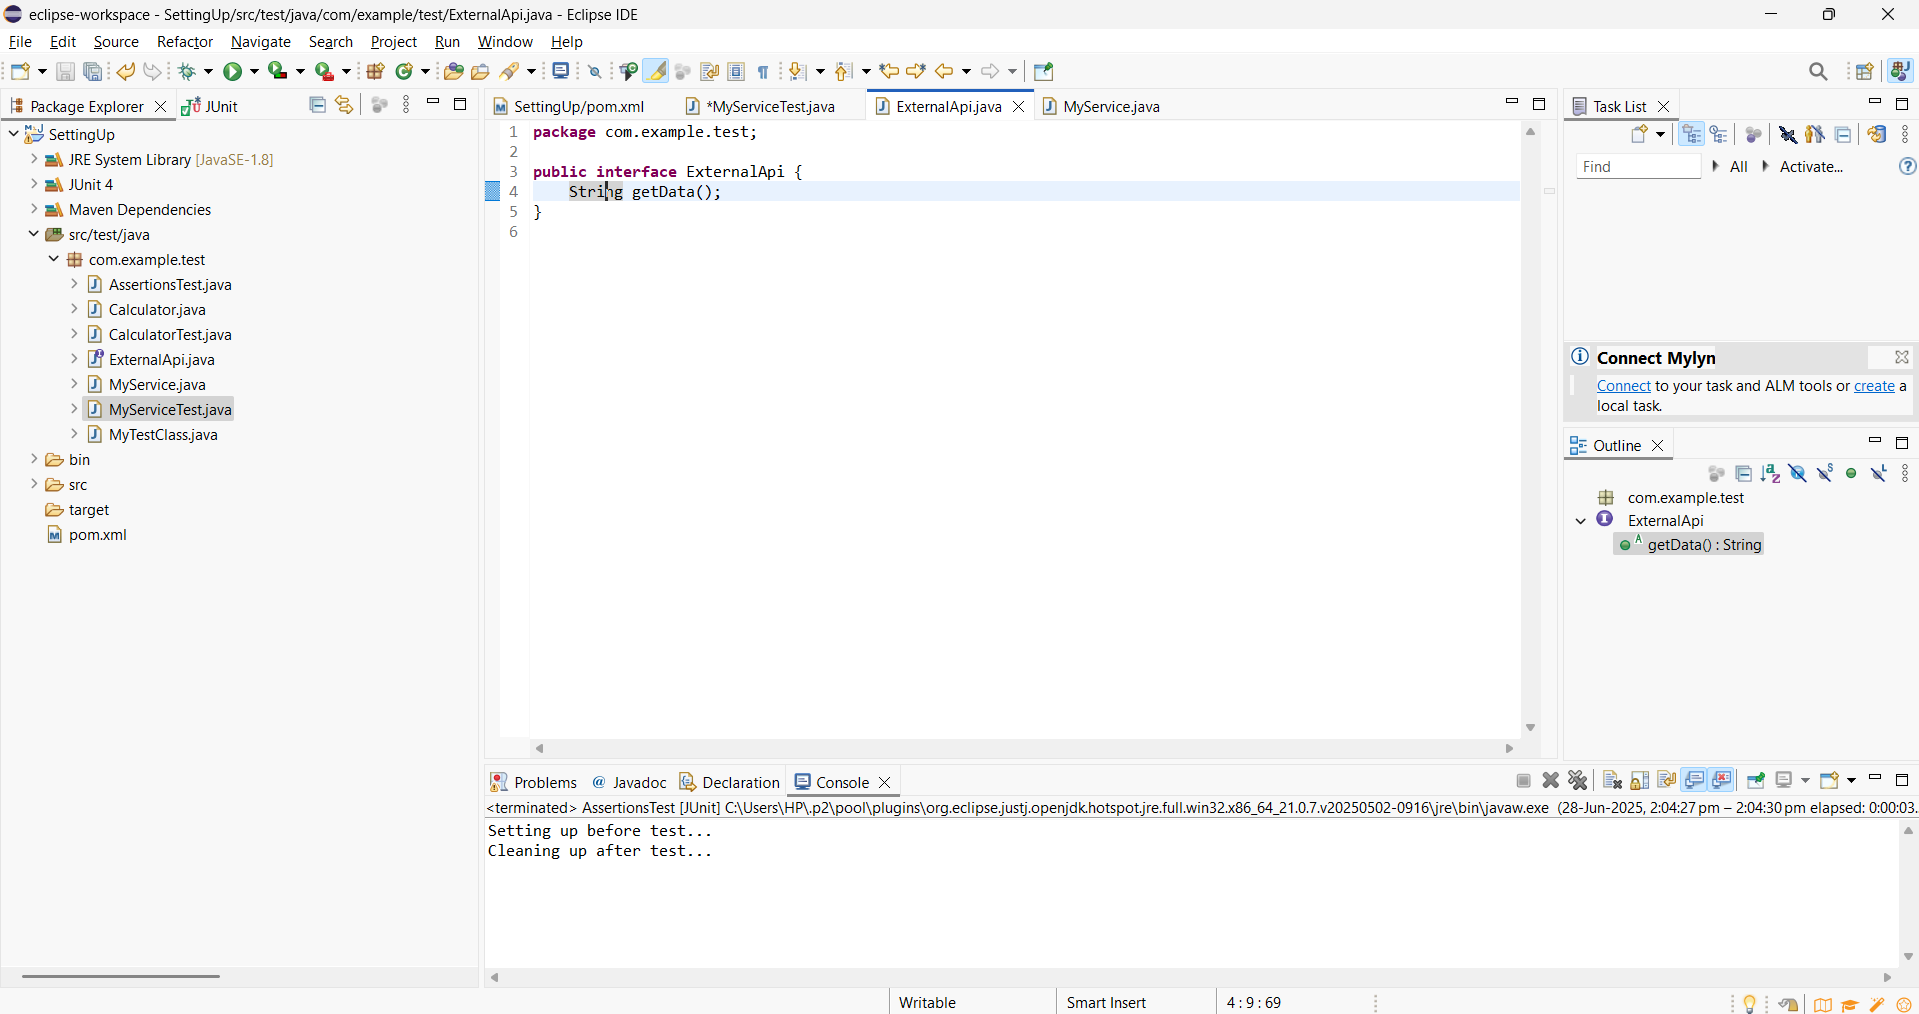 eclipse-workspace - SettingUp/src/test/java/com/example/test/ExternalApi.java - Eclipse IDE
File Edit Source Refactor Navigate Search Project Run Window Help
Package Explorer
JUnit
SettingUp
JRE System Library [JavaSE-1.8]
JUnit 4
Maven Dependencies
src/test/java
com.example.test
AssertionsTest.java
Calculator.java
CalculatorTest.java
ExternalApi.java
MyService.java
MyServiceTest.java
MyTestClass.java
bin
src
target
pom.xml
SettingUp/pom.xml
*MyServiceTest.java
ExternalApi.java
MyService.java
1 package com.example.test;
2
3 public interface ExternalApi {
4 String getData();
5 }
6
Task List
Find
All
Activate...
Connect Mylyn
Connect to your task and ALM tools or create a
local task.
Outline
com.example.test
ExternalApi
getData() : String
Problems
@ Javadoc
Declaration
Console
<terminated> AssertionsTest [JUnit] C:\Users\HP\.p2\pool\plugins\org.eclipse.justj.openjdk.hotspot.jre.full.win32.x86_64_21.0.7.v20250502-0916\jre\bin\javaw.exe (28-Jun-2025, 2:04:27 pm – 2:04:30 pm elapsed: 0:00:03.
Setting up before test...
Cleaning up after test...
Writable
Smart Insert
4 : 9 : 69